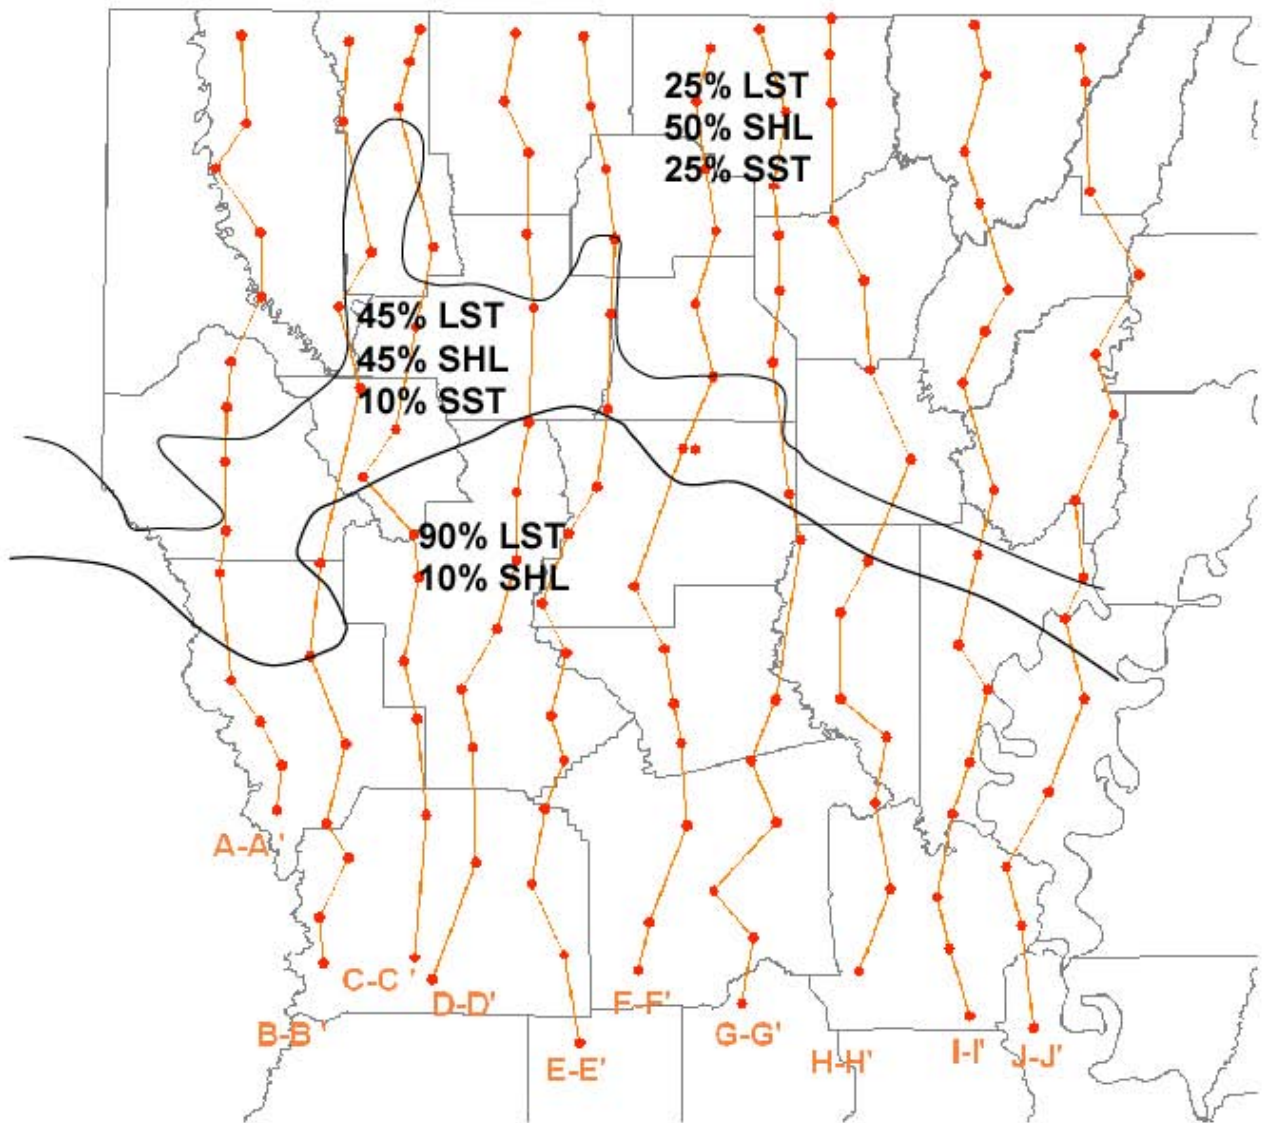 25% LST
50% SHL
25% SST
45% LST
45% SHL
10% SST
90% LST
10% SHL
A-A'
B-B'
C-C'
D-D'
E-E'
F-F'
G-G'
H-H'
I-I'
J-J'